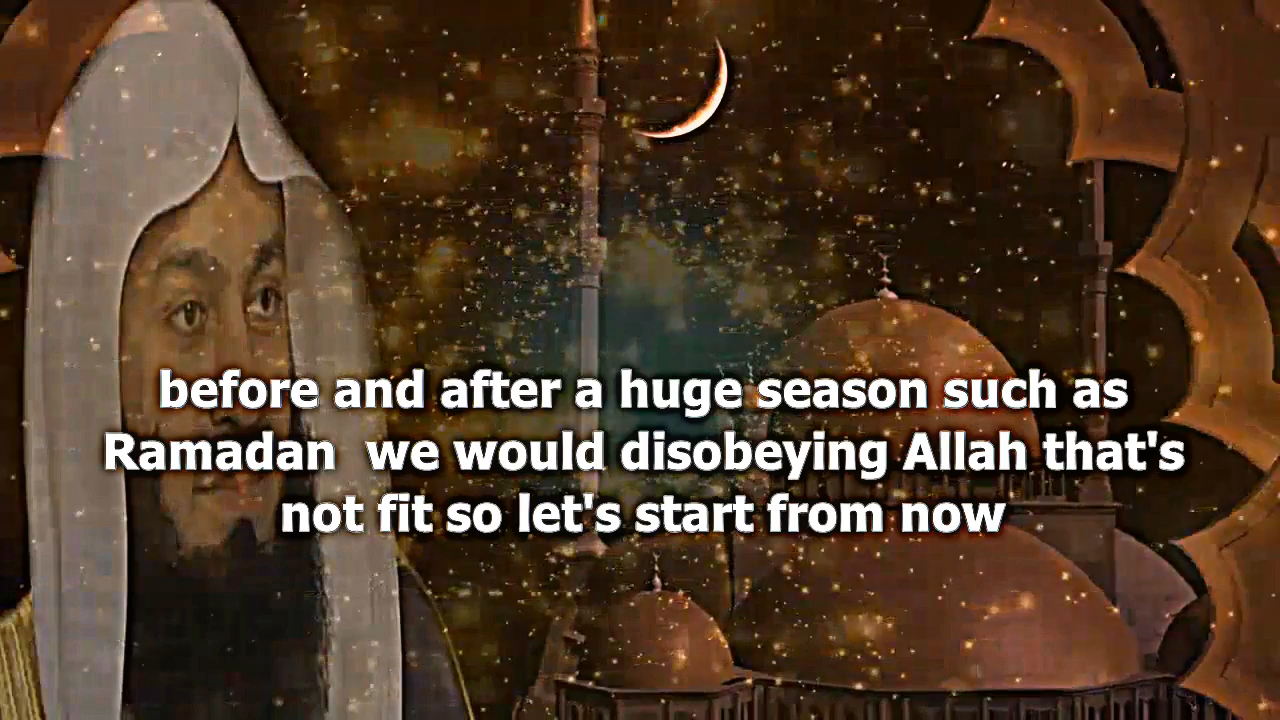 before and after a huge season such as
Ramadan  we would disobeying Allah that's
not fit so let's start from now